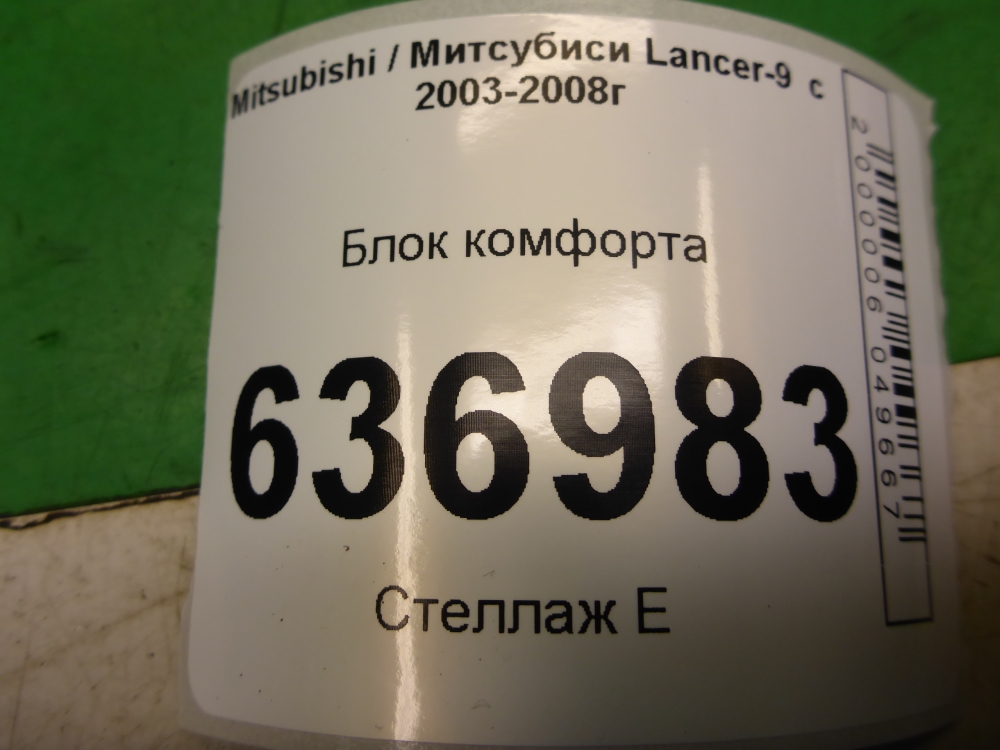 Mitsubishi / Митсубиси Lancer-9 с
2003-2008г
Блок комфорта
636983
Стеллаж Е
2000006049667